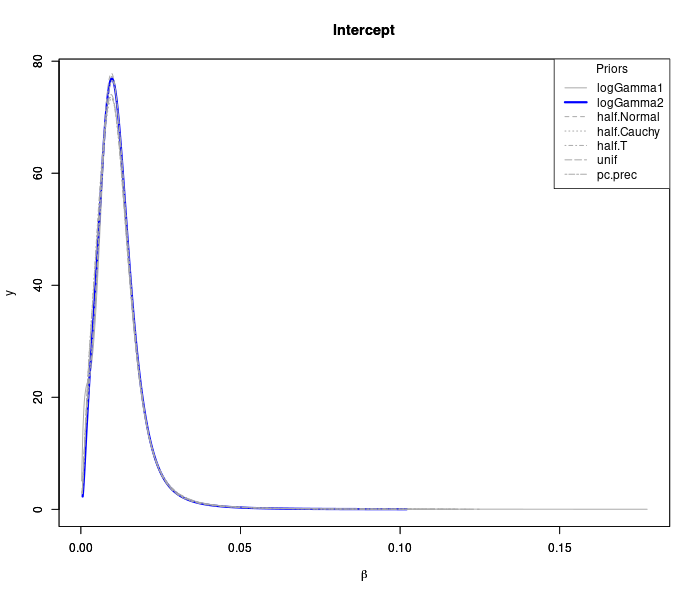 Intercept
Priors
logGamma1
logGamma2
half.Normal
half.Cauchy
half.T
unif
pc.prec
80
60
40
20
0
y
0.00 0.05 0.10 0.15
β